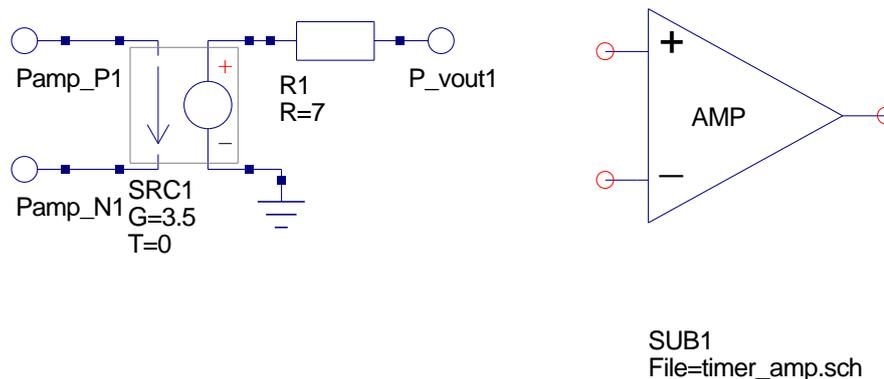 Pamp_P1
+
R1
R=7
P_vout1
Pamp_N1
−
SRC1
G=3.5
T=0
+
AMP
−
SUB1
File=timer_amp.sch